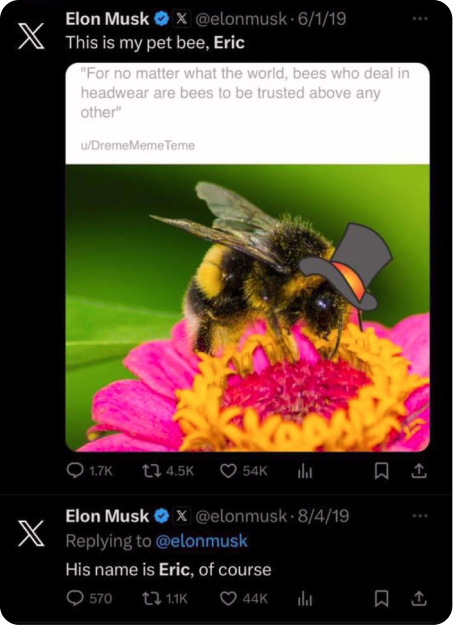 Elon Musk @elonmusk · 6/1/19
This is my pet bee, Eric
"For no matter what the world, bees who deal in
headwear are bees to be trusted above any
other"
u/DremeMemeTeme
1.7K 4.5K 54K
Elon Musk @elonmusk · 8/4/19
Replying to @elonmusk
His name is Eric, of course
570 1.1K 44K